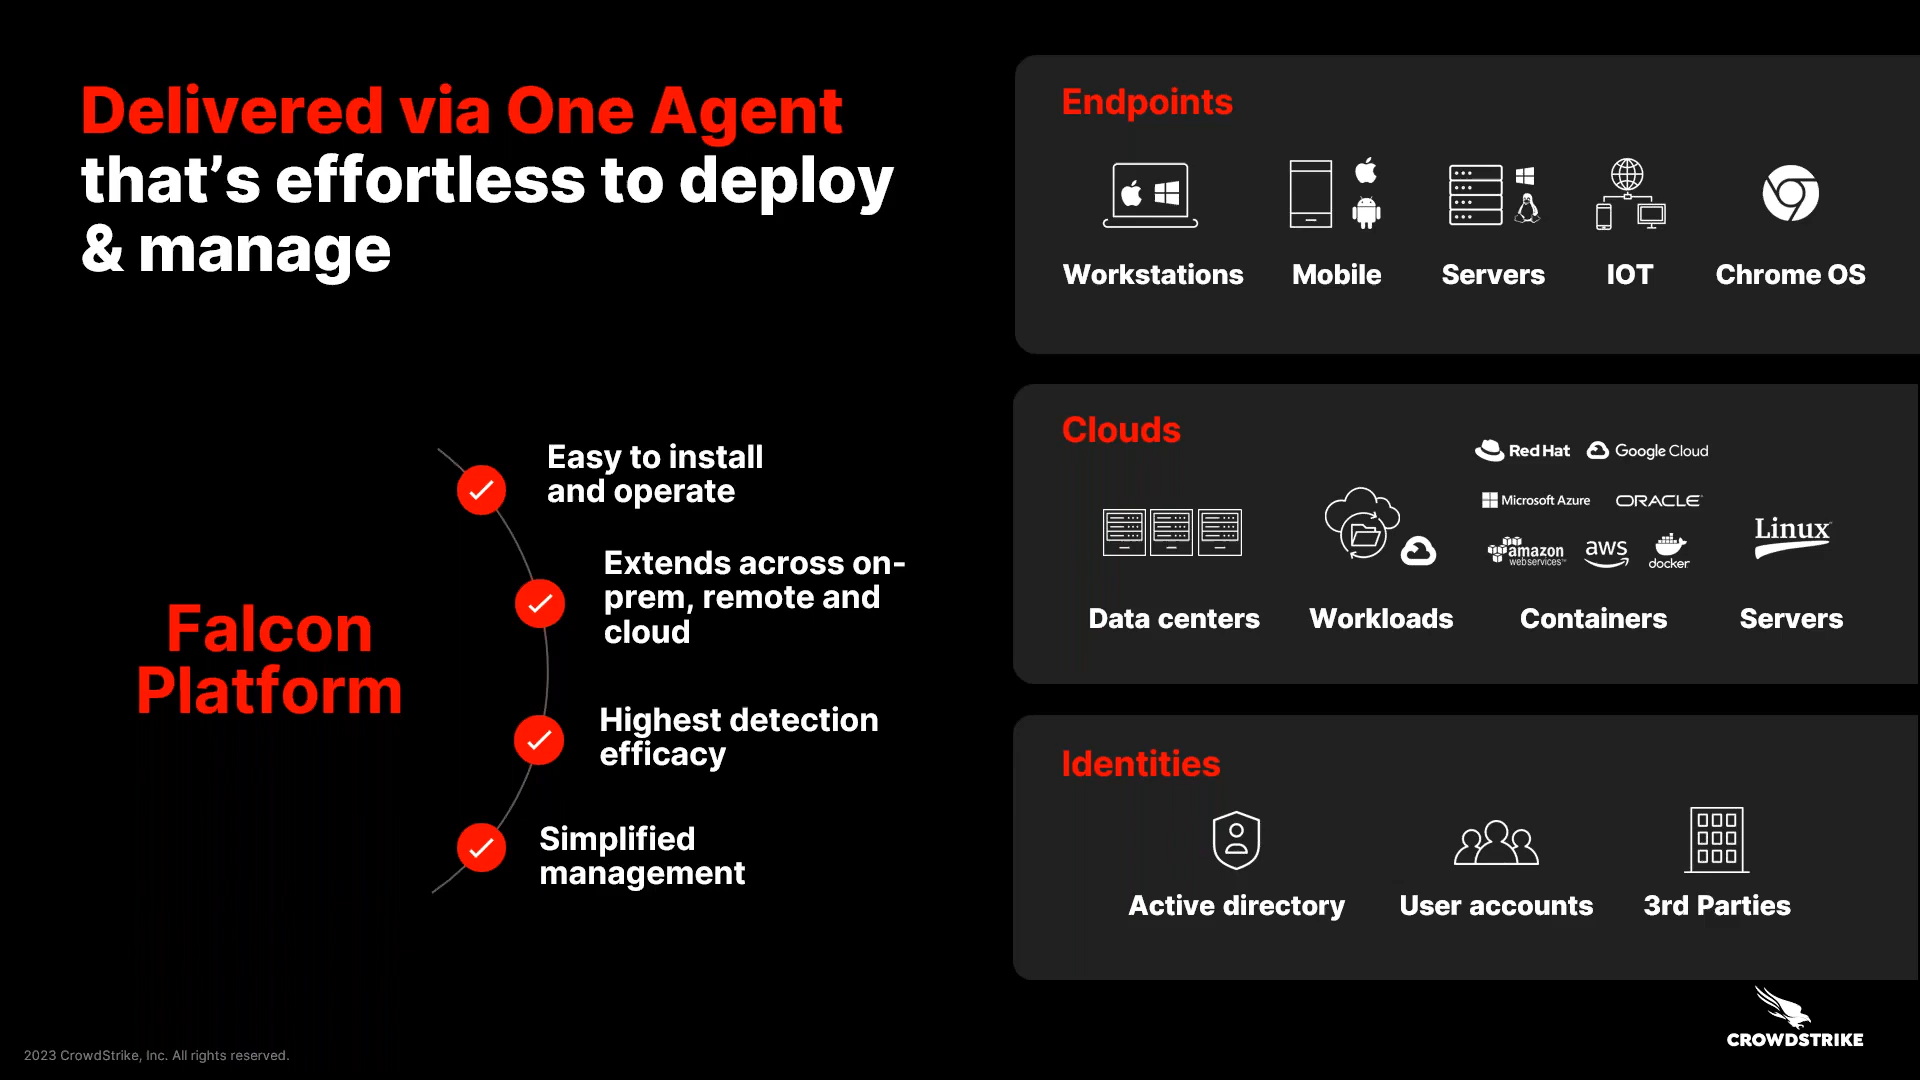 Delivered via One Agent
that’s effortless to deploy
& manage
Falcon
Platform
Easy to install
and operate
Extends across on-
prem, remote and
cloud
Highest detection
efficacy
Simplified
management
Endpoints
Workstations
Mobile
Servers
IOT
Chrome OS
Clouds
Red Hat
Google Cloud
Microsoft Azure
ORACLE
amazon
webservices™
aws
docker
Linux
Data centers
Workloads
Containers
Servers
Identities
Active directory
User accounts
3rd Parties
CROWDSTRIKE
2023 CrowdStrike, Inc. All rights reserved.